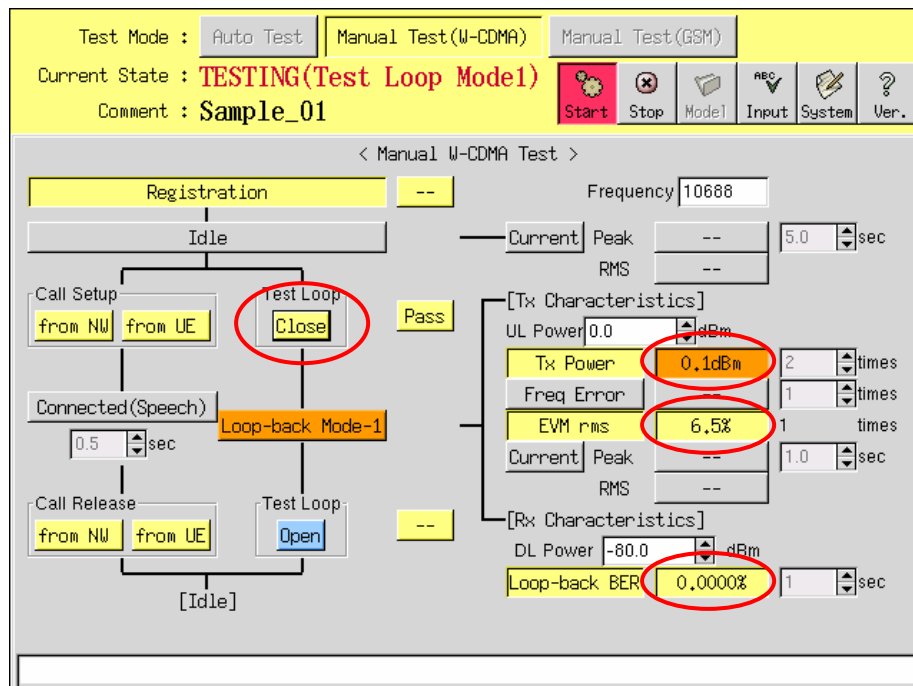 Test Mode : Auto Test Manual Test(W-CDMA) Manual Test(GSM)
Current State : TESTING(Test Loop Mode1)
Comment : Sample_01
Start Stop Model ABC Input System ? Ver.
< Manual W-CDMA Test >
Registration -- Frequency 10688
Idle Current Peak -- 5.0 sec
RMS --
Call Setup Test Loop [Tx Characteristics]
from NW from UE Close Pass UL Power 0.0 dBm
Tx Power 0.1dBm 2 times
Freq Error -- 1 times
Connected(Speech) Loop-back Mode-1 EVM rms 6.5% 1 times
0.5 sec Current Peak -- 1.0 sec
RMS --
Call Release Test Loop [Rx Characteristics]
from NW from UE Open -- DL Power -80.0 dBm
Loop-back BER 0.0000% 1 sec
[Idle]